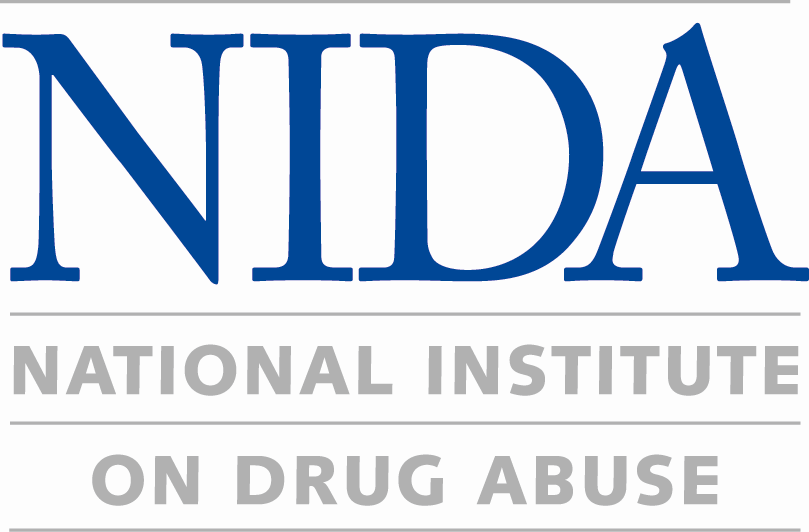 NIDA
NATIONAL INSTITUTE
ON DRUG ABUSE